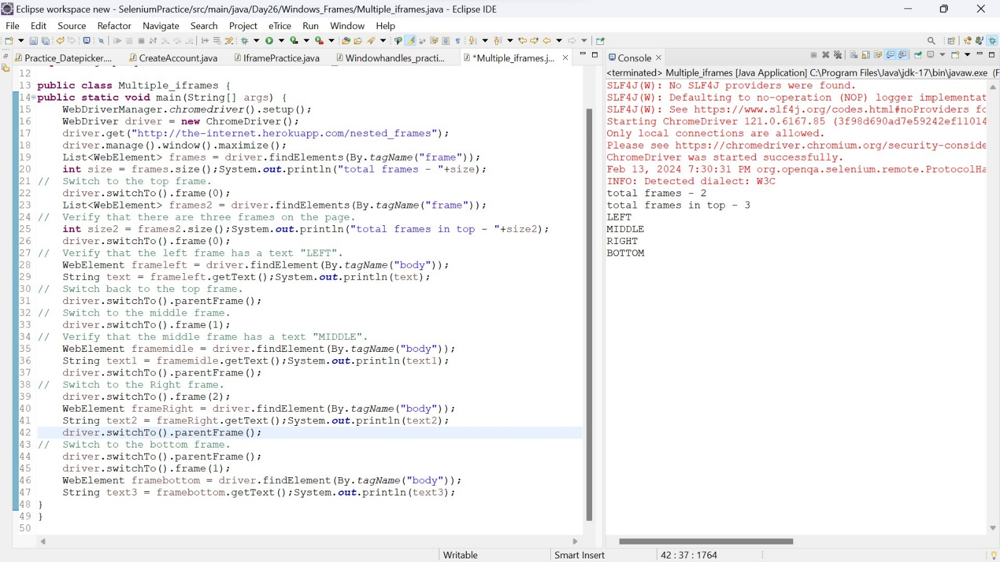 Eclipse workspace new - SeleniumPractice/src/main/java/Day26/Windows_Frames/Multiple_iframes.java - Eclipse IDE
File Edit Source Refactor Navigate Search Project eTrice Run Window Help
Practice_Datepicker.... CreateAccount.java IframePractice.java Windowhandles_practi... *Multiple_iframes.j...
12
13 public class Multiple_iframes {
14 public static void main(String[] args) {
15 WebDriverManager.chromedriver().setup();
16 WebDriver driver = new ChromeDriver();
17 driver.get("http://the-internet.herokuapp.com/nested_frames");
18 driver.manage().window().maximize();
19 List<WebElement> frames = driver.findElements(By.tagName("frame"));
20 int size = frames.size();System.out.println("total frames - "+size);
21 // Switch to the top frame.
22 driver.switchTo().frame(0);
23 List<WebElement> frames2 = driver.findElements(By.tagName("frame"));
24 // Verify that there are three frames on the page.
25 int size2 = frames2.size();System.out.println("total frames in top - "+size2);
26 driver.switchTo().frame(0);
27 // Verify that the left frame has a text "LEFT".
28 WebElement frameleft = driver.findElement(By.tagName("body"));
29 String text = frameleft.getText();System.out.println(text);
30 // Switch back to the top frame.
31 driver.switchTo().parentFrame();
32 // Switch to the middle frame.
33 driver.switchTo().frame(1);
34 // Verify that the middle frame has a text "MIDDLE".
35 WebElement framemidle = driver.findElement(By.tagName("body"));
36 String text1 = framemidle.getText();System.out.println(text1);
37 driver.switchTo().parentFrame();
38 // Switch to the Right frame.
39 driver.switchTo().frame(2);
40 WebElement frameRight = driver.findElement(By.tagName("body"));
41 String text2 = frameRight.getText();System.out.println(text2);
42 driver.switchTo().parentFrame();
43 // Switch to the bottom frame.
44 driver.switchTo().parentFrame();
45 driver.switchTo().frame(1);
46 WebElement framebottom = driver.findElement(By.tagName("body"));
47 String text3 = framebottom.getText();System.out.println(text3);
48 }
49 }
50
Console
<terminated> Multiple_iframes [Java Application] C:\Program Files\Java\jdk-17\bin\javaw.exe (F
SLF4J(W): No SLF4J providers were found.
SLF4J(W): Defaulting to no-operation (NOP) logger implementat
SLF4J(W): See https://www.slf4j.org/codes.html#noProviders fo
Starting ChromeDriver 121.0.6167.85 (3f98d690ad7e59242ef11014
Only local connections are allowed.
Please see https://chromedriver.chromium.org/security-conside
ChromeDriver was started successfully.
Feb 13, 2024 7:30:31 PM org.openqa.selenium.remote.ProtocolHa
INFO: Detected dialect: W3C
total frames - 2
total frames in top - 3
LEFT
MIDDLE
RIGHT
BOTTOM
Writable Smart Insert 42 : 37 : 1764